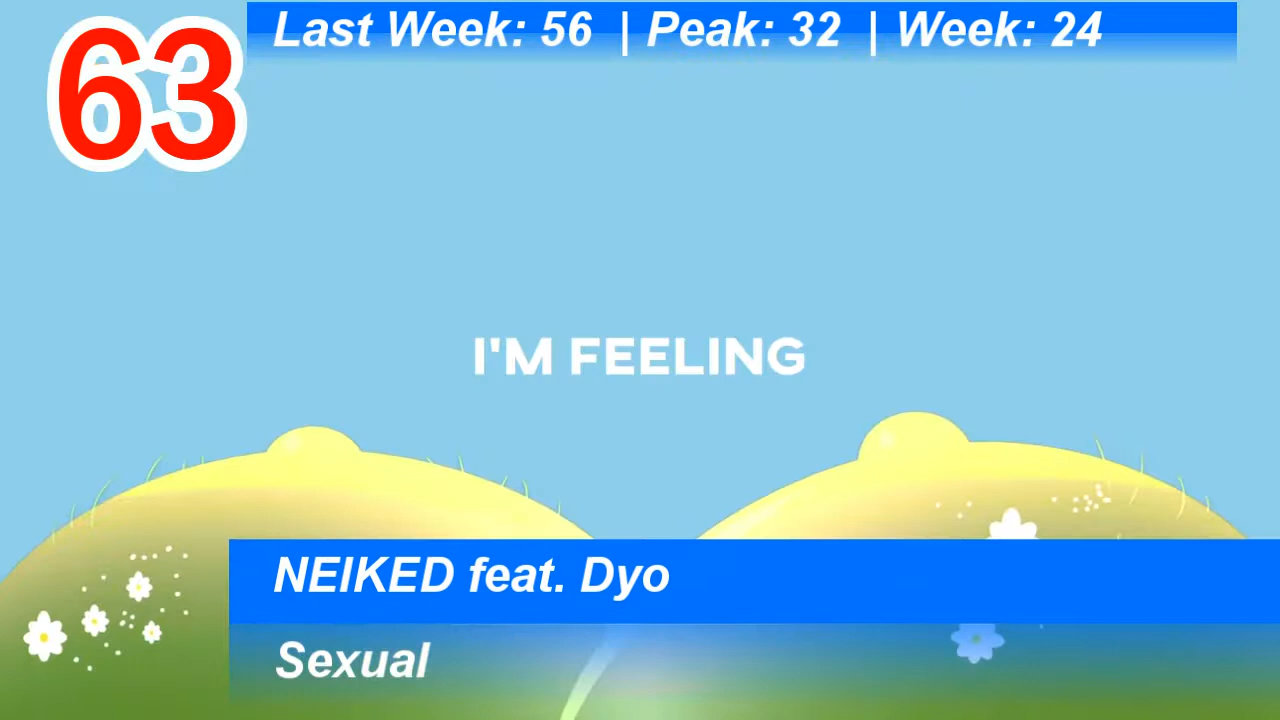 63
Last Week: 56 | Peak: 32 | Week: 24
I'M FEELING
NEIKED feat. Dyo
Sexual